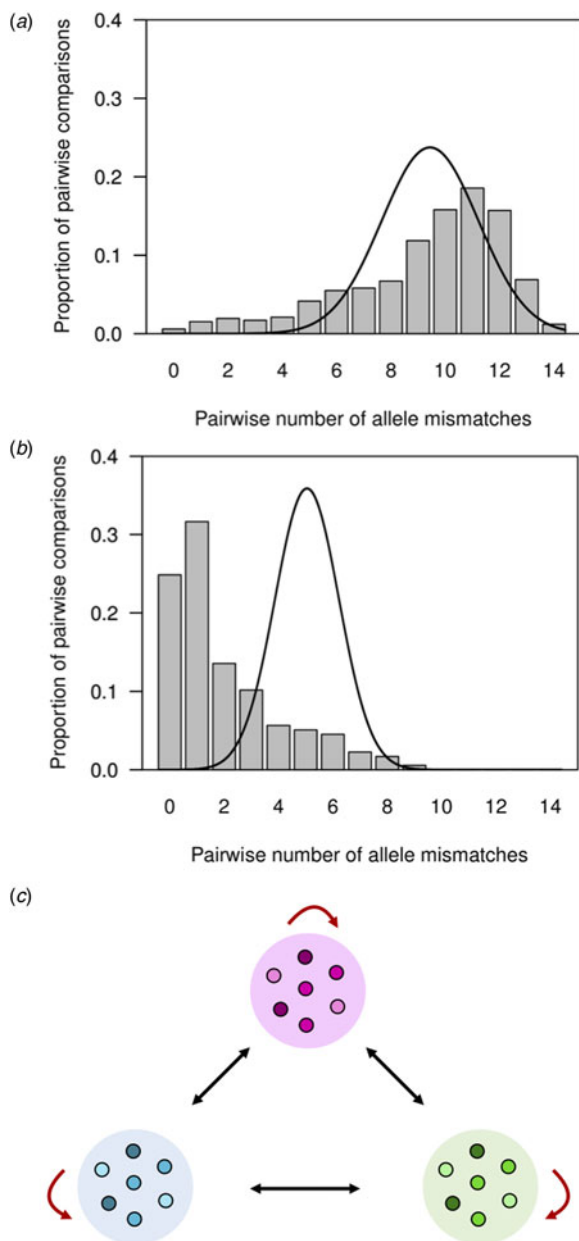 (a)
0.4
0.3
0.2
0.1
0.0
Proportion of pairwise comparisons
0 2 4 6 8 10 12 14
Pairwise number of allele mismatches
(b)
0.4
0.3
0.2
0.1
0.0
Proportion of pairwise comparisons
0 2 4 6 8 10 12 14
Pairwise number of allele mismatches
(c)